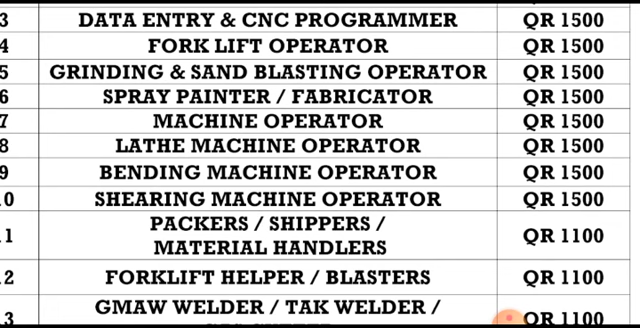 3 DATA ENTRY & CNC PROGRAMMER QR 1500
4 FORK LIFT OPERATOR QR 1500
5 GRINDING & SAND BLASTING OPERATOR QR 1500
6 SPRAY PAINTER / FABRICATOR QR 1500
7 MACHINE OPERATOR QR 1500
8 LATHE MACHINE OPERATOR QR 1500
9 BENDING MACHINE OPERATOR QR 1500
0 SHEARING MACHINE OPERATOR QR 1500
1 PACKERS / SHIPPERS /
MATERIAL HANDLERS QR 1100
2 FORKLIFT HELPER / BLASTERS QR 1100
3 GMAW WELDER / TAK WELDER / QR 1100